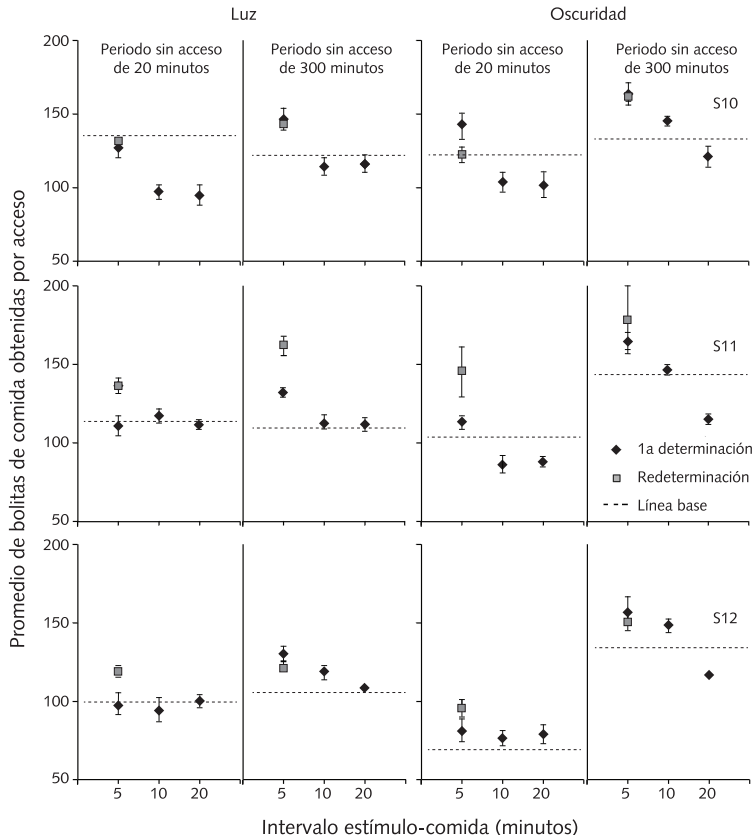 Luz
Oscuridad
Periodo sin acceso
de 20 minutos
Periodo sin acceso
de 300 minutos
Periodo sin acceso
de 20 minutos
Periodo sin acceso
de 300 minutos
Promedio de bolitas de comida obtenidas por acceso
200
150
100
50
S10
200
150
100
50
S11
1a determinación
Redeterminación
Línea base
200
150
100
50
S12
5 10 20 5 10 20 5 10 20 5 10 20
Intervalo estímulo-comida (minutos)